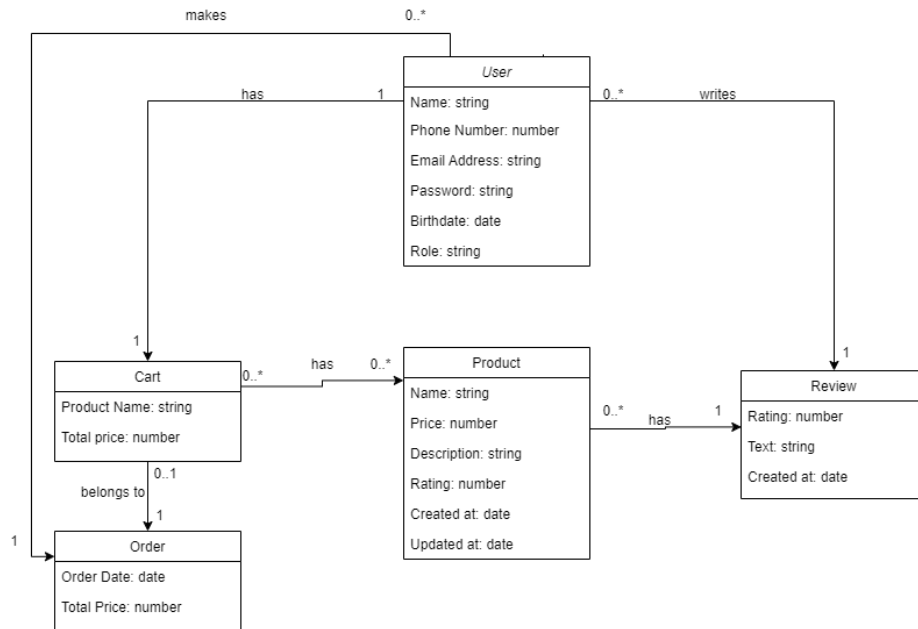 makes 0..*
User
has 1
0..* writes
Name: string
Phone Number: number
Email Address: string
Password: string
Birthdate: date
Role: string
1
Cart
Product Name: string
Total price: number
0..* has 0..*
Product
Name: string
Price: number
Description: string
Rating: number
Created at: date
Updated at: date
0..* has 1
1
Review
Rating: number
Text: string
Created at: date
0..1
belongs to
1
1
Order
Order Date: date
Total Price: number